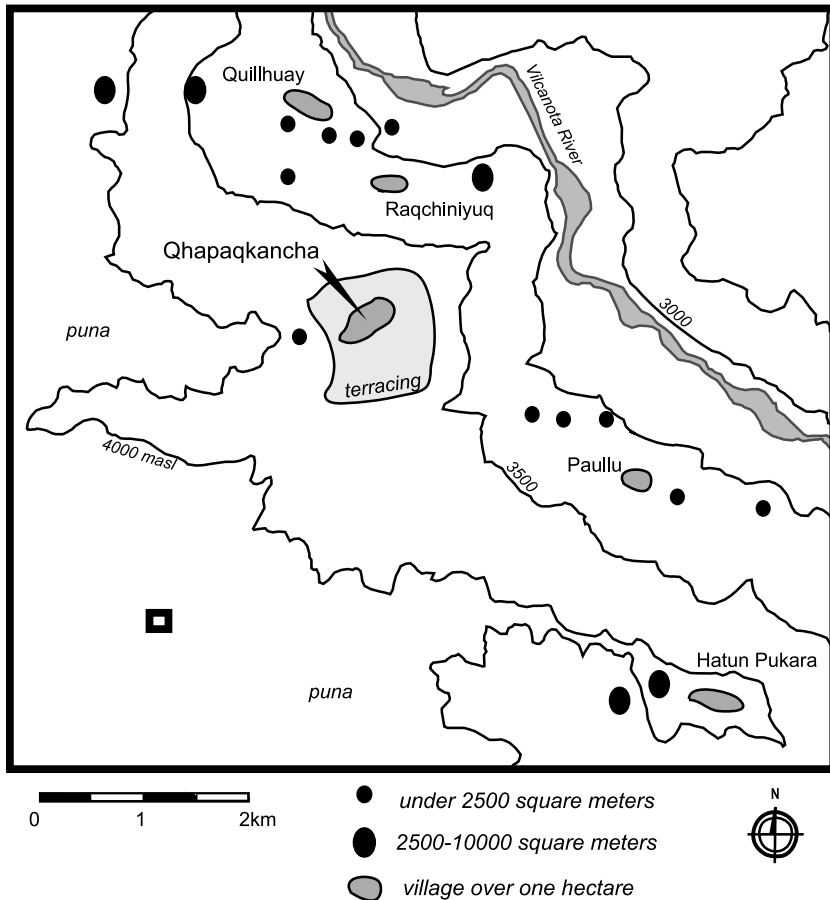 Quillhuay
Vilcanota River
Raqchiniyuq
Qhapaqkancha
puna
3000
terracing
4000 masl
Paullu
3500
puna
Hatun Pukara
0 1 2km
N
under 2500 square meters
2500-10000 square meters
village over one hectare